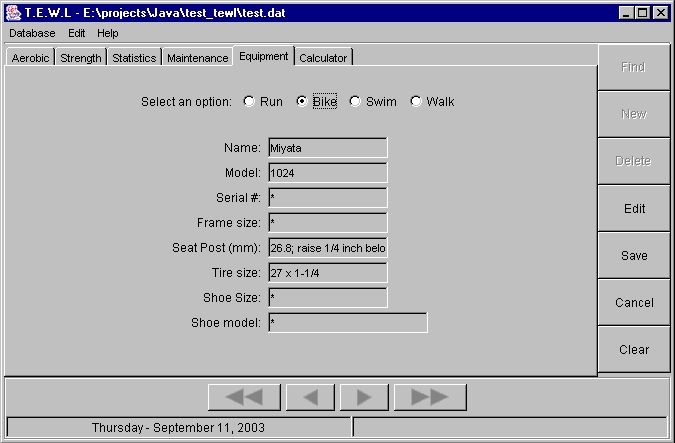 T.E.W.L - E:\projects\Java\test_tewl\test.dat
Database Edit Help
Aerobic Strength Statistics Maintenance Equipment Calculator
Select an option: Run Bike Swim Walk
Name: Miyata
Model: 1024
Serial #: *
Frame size: *
Seat Post (mm): 26.8; raise 1/4 inch belo
Tire size: 27 x 1-1/4
Shoe Size: *
Shoe model: *
Find
New
Delete
Edit
Save
Cancel
Clear
Thursday - September 11, 2003